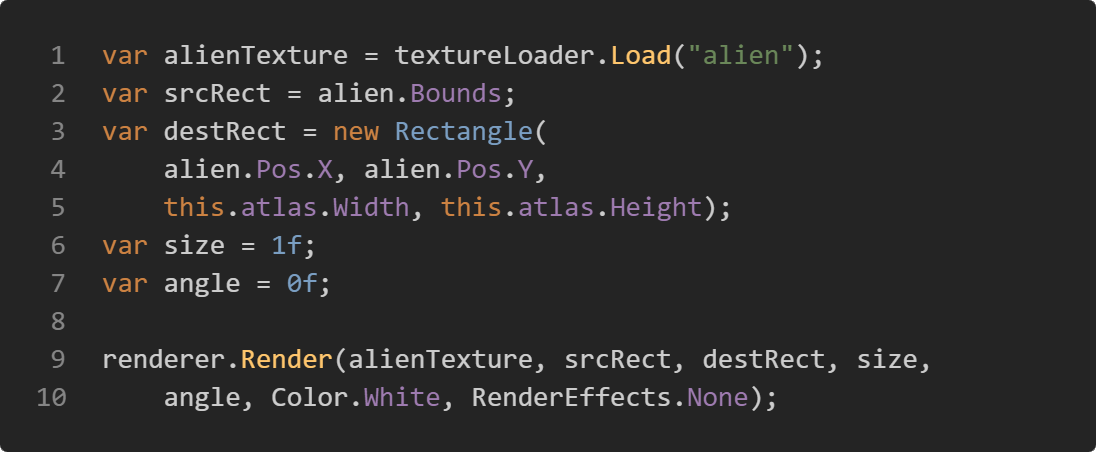 1 var alienTexture = textureLoader.Load("alien");
2 var srcRect = alien.Bounds;
3 var destRect = new Rectangle(
4     alien.Pos.X, alien.Pos.Y,
5     this.atlas.Width, this.atlas.Height);
6 var size = 1f;
7 var angle = 0f;
8
9 renderer.Render(alienTexture, srcRect, destRect, size,
10     angle, Color.White, RenderEffects.None);